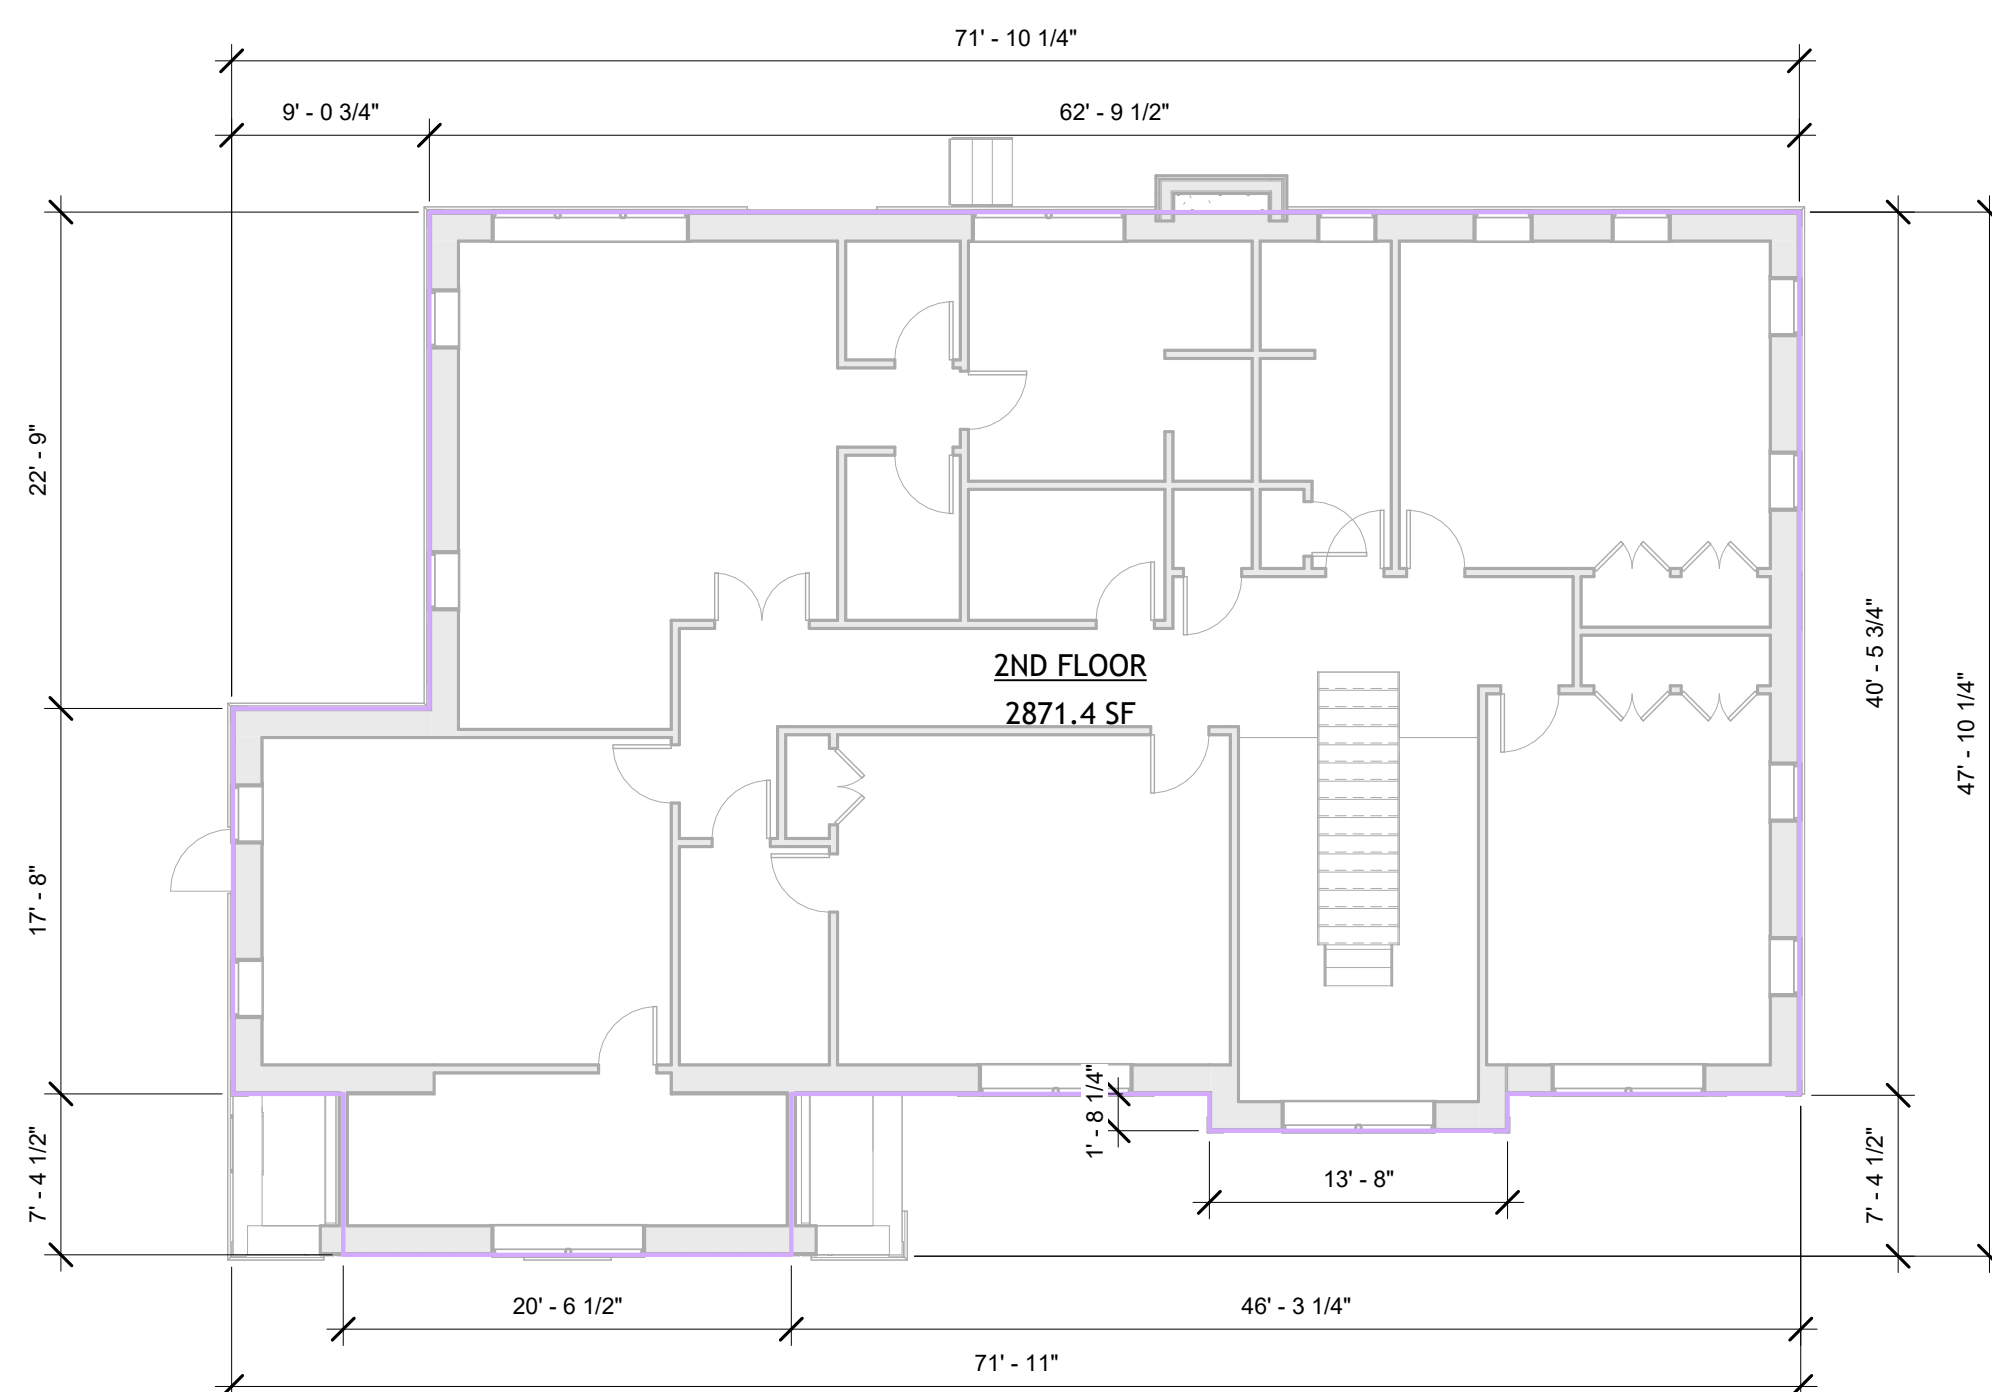 71' - 10 1/4"
9' - 0 3/4"
62' - 9 1/2"
22' - 9"
2ND FLOOR
2871.4 SF
40' - 5 3/4"
47' - 10 1/4"
17' - 8"
1' - 8 1/4"
7' - 4 1/2"
13' - 8"
7' - 4 1/2"
20' - 6 1/2"
46' - 3 1/4"
71' - 11"